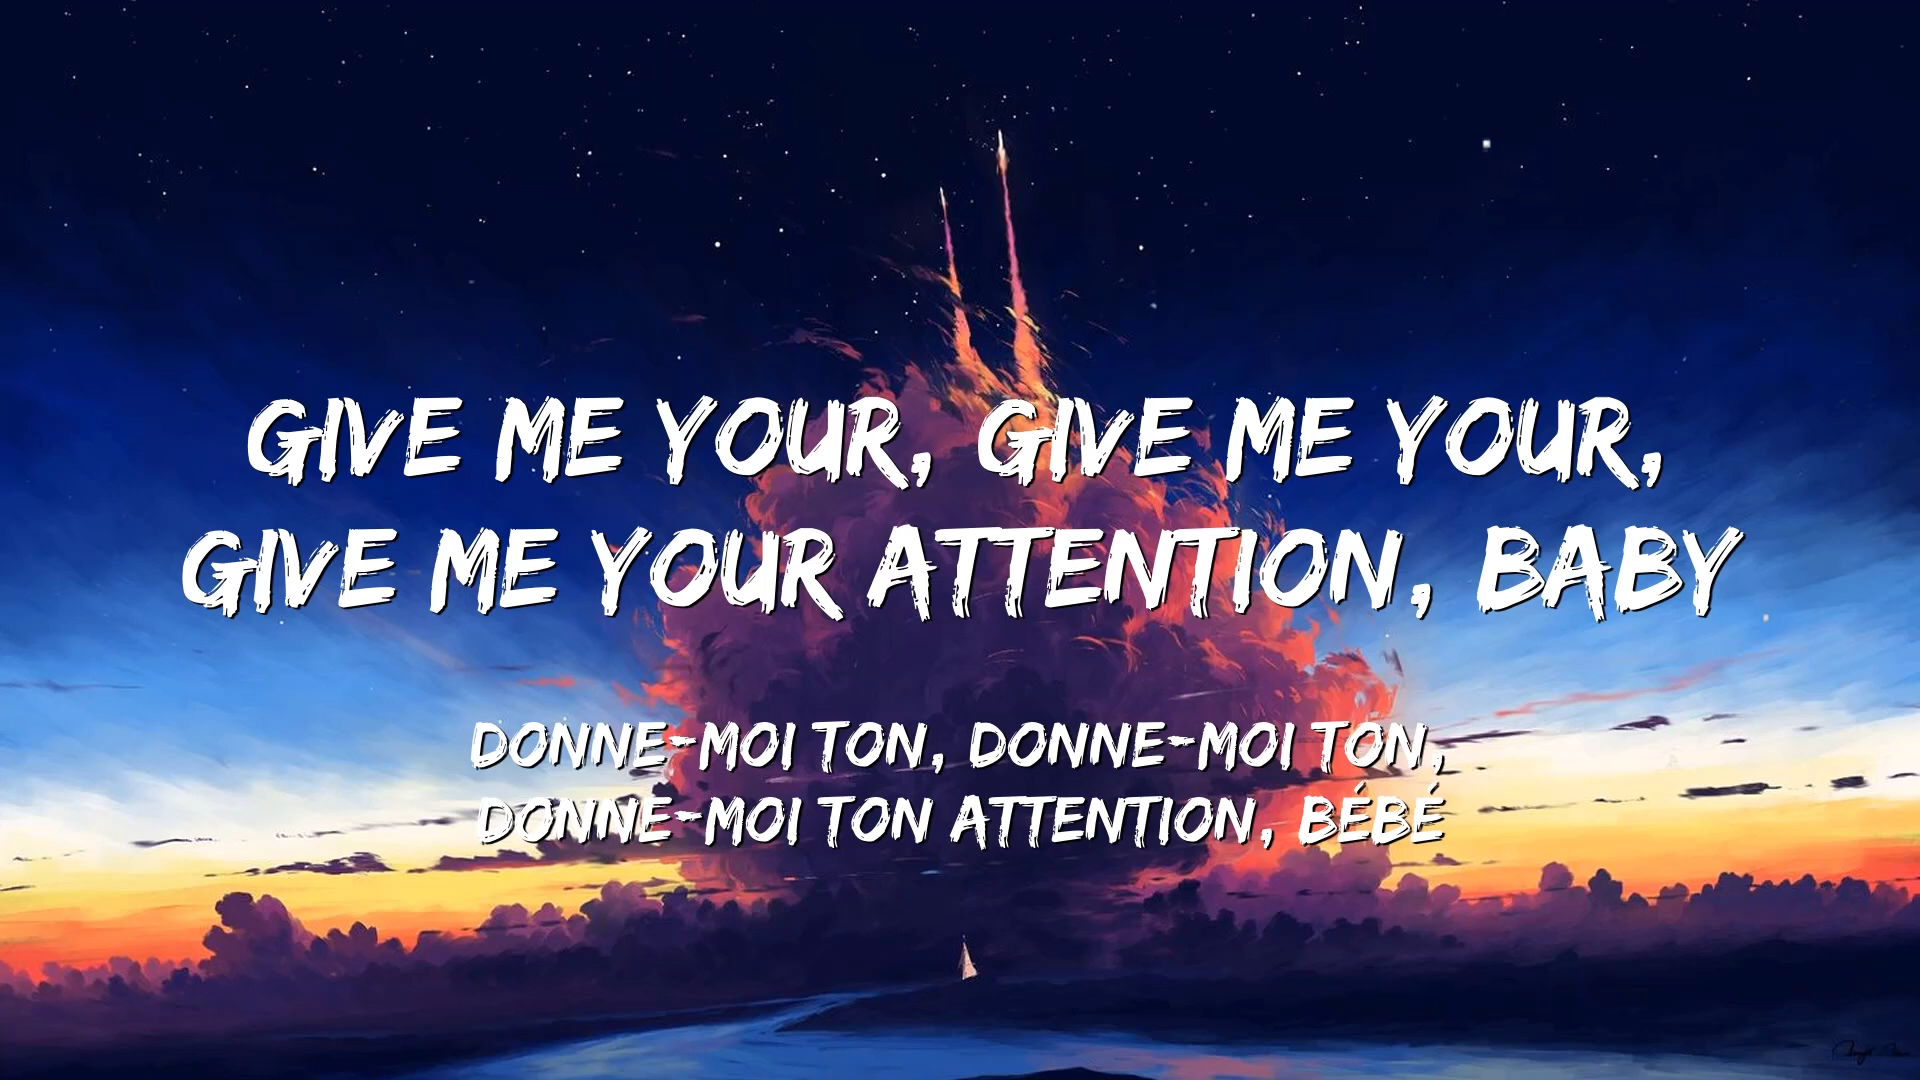 GIVE ME YOUR, GIVE ME YOUR,
GIVE ME YOUR ATTENTION, BABY
DONNE-MOI TON, DONNE-MOI TON,
DONNE-MOI TON ATTENTION, BÉBÉ